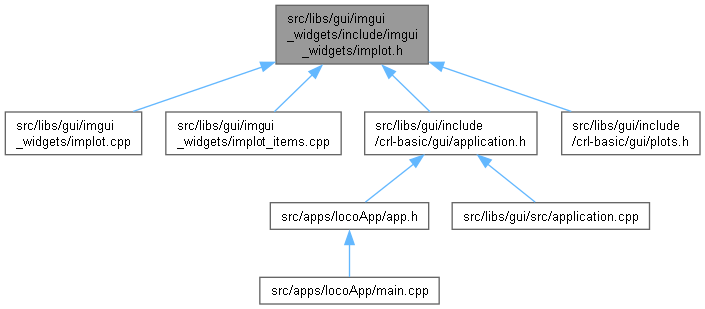 src/libs/gui/imgui
_widgets/include/imgui
_widgets/implot.h
src/libs/gui/imgui
_widgets/implot.cpp
src/libs/gui/imgui
_widgets/implot_items.cpp
src/libs/gui/include
/crl-basic/gui/application.h
src/libs/gui/include
/crl-basic/gui/plots.h
src/apps/locoApp/app.h
src/libs/gui/src/application.cpp
src/apps/locoApp/main.cpp